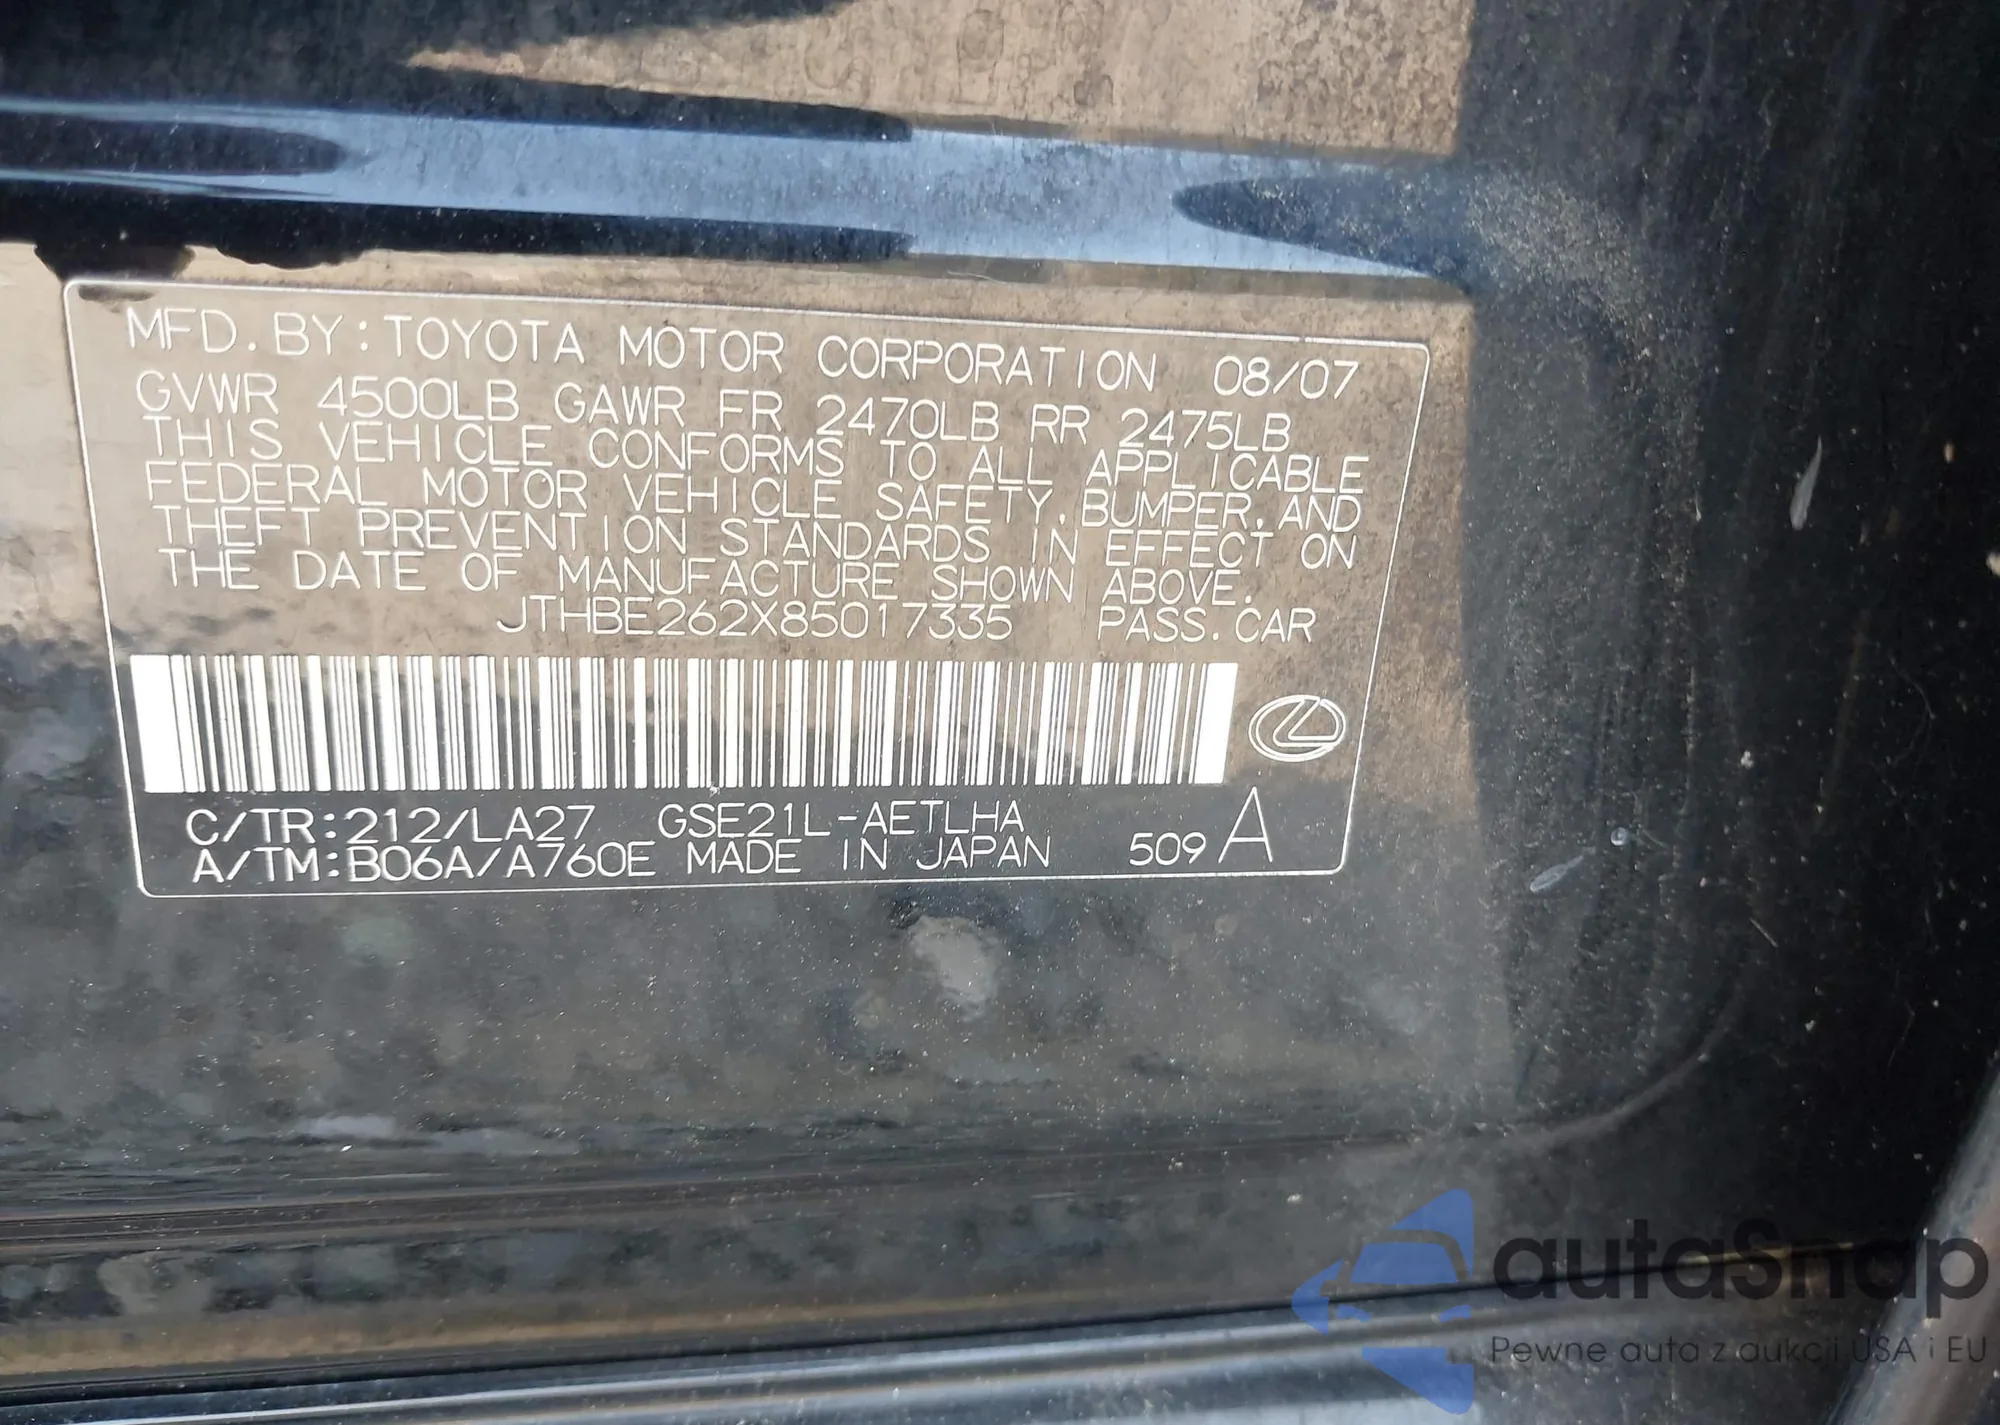 MFD. BY: TOYOTA MOTOR CORPORATION 08/07
GVWR 4500LB GAWR FR 2470LB RR 2475LB
THIS VEHICLE CONFORMS TO ALL APPLICABLE
FEDERAL MOTOR VEHICLE SAFETY, BUMPER, AND
THEFT PREVENTION STANDARDS IN EFFECT ON
THE DATE OF MANUFACTURE SHOWN ABOVE.
JTHBE262X85017335 PASS. CAR
C/TR:212/LA27 GSE21L-AETLHA
A/TM:B06A/A760E MADE IN JAPAN 509 A
autaSnap
Pewne auta z aukcji USA i EU